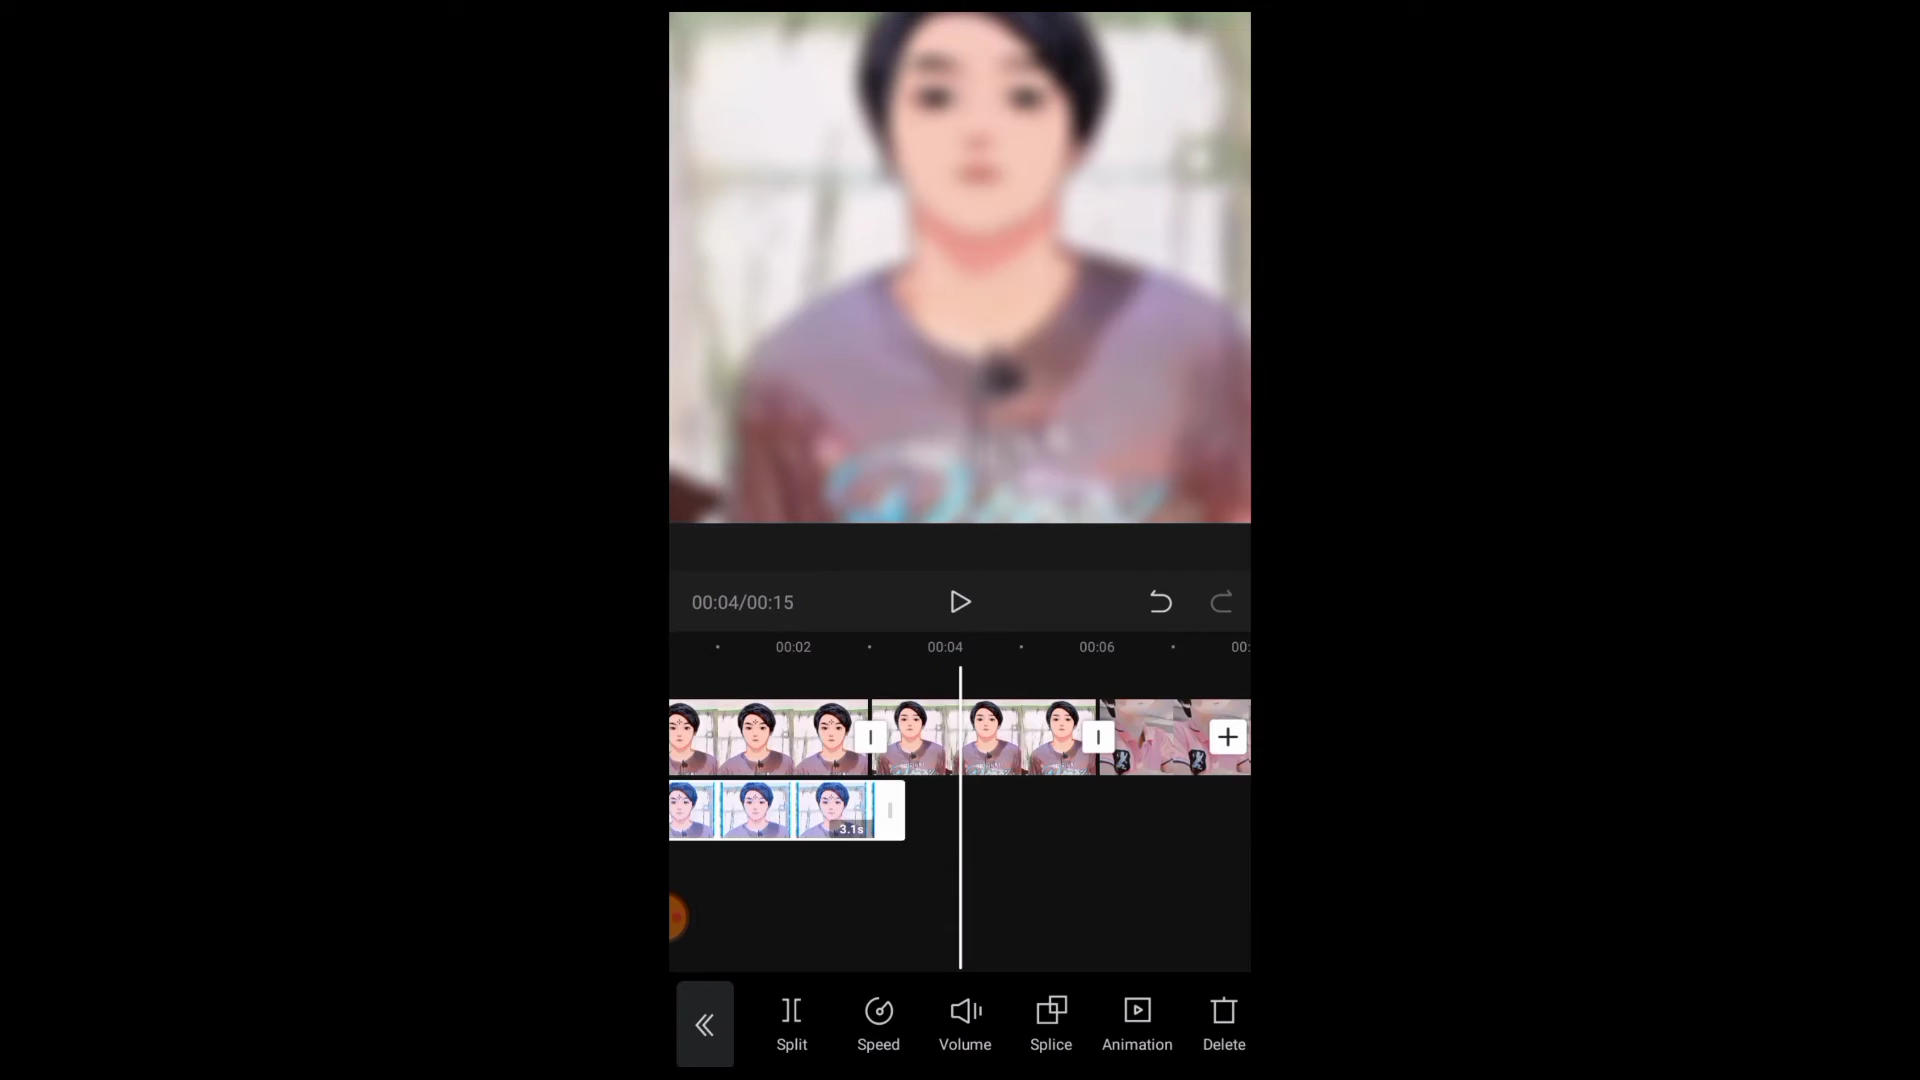 00:04/00:15
00:02
00:04
00:06
00:
3.1s
Split
Speed
Volume
Splice
Animation
Delete